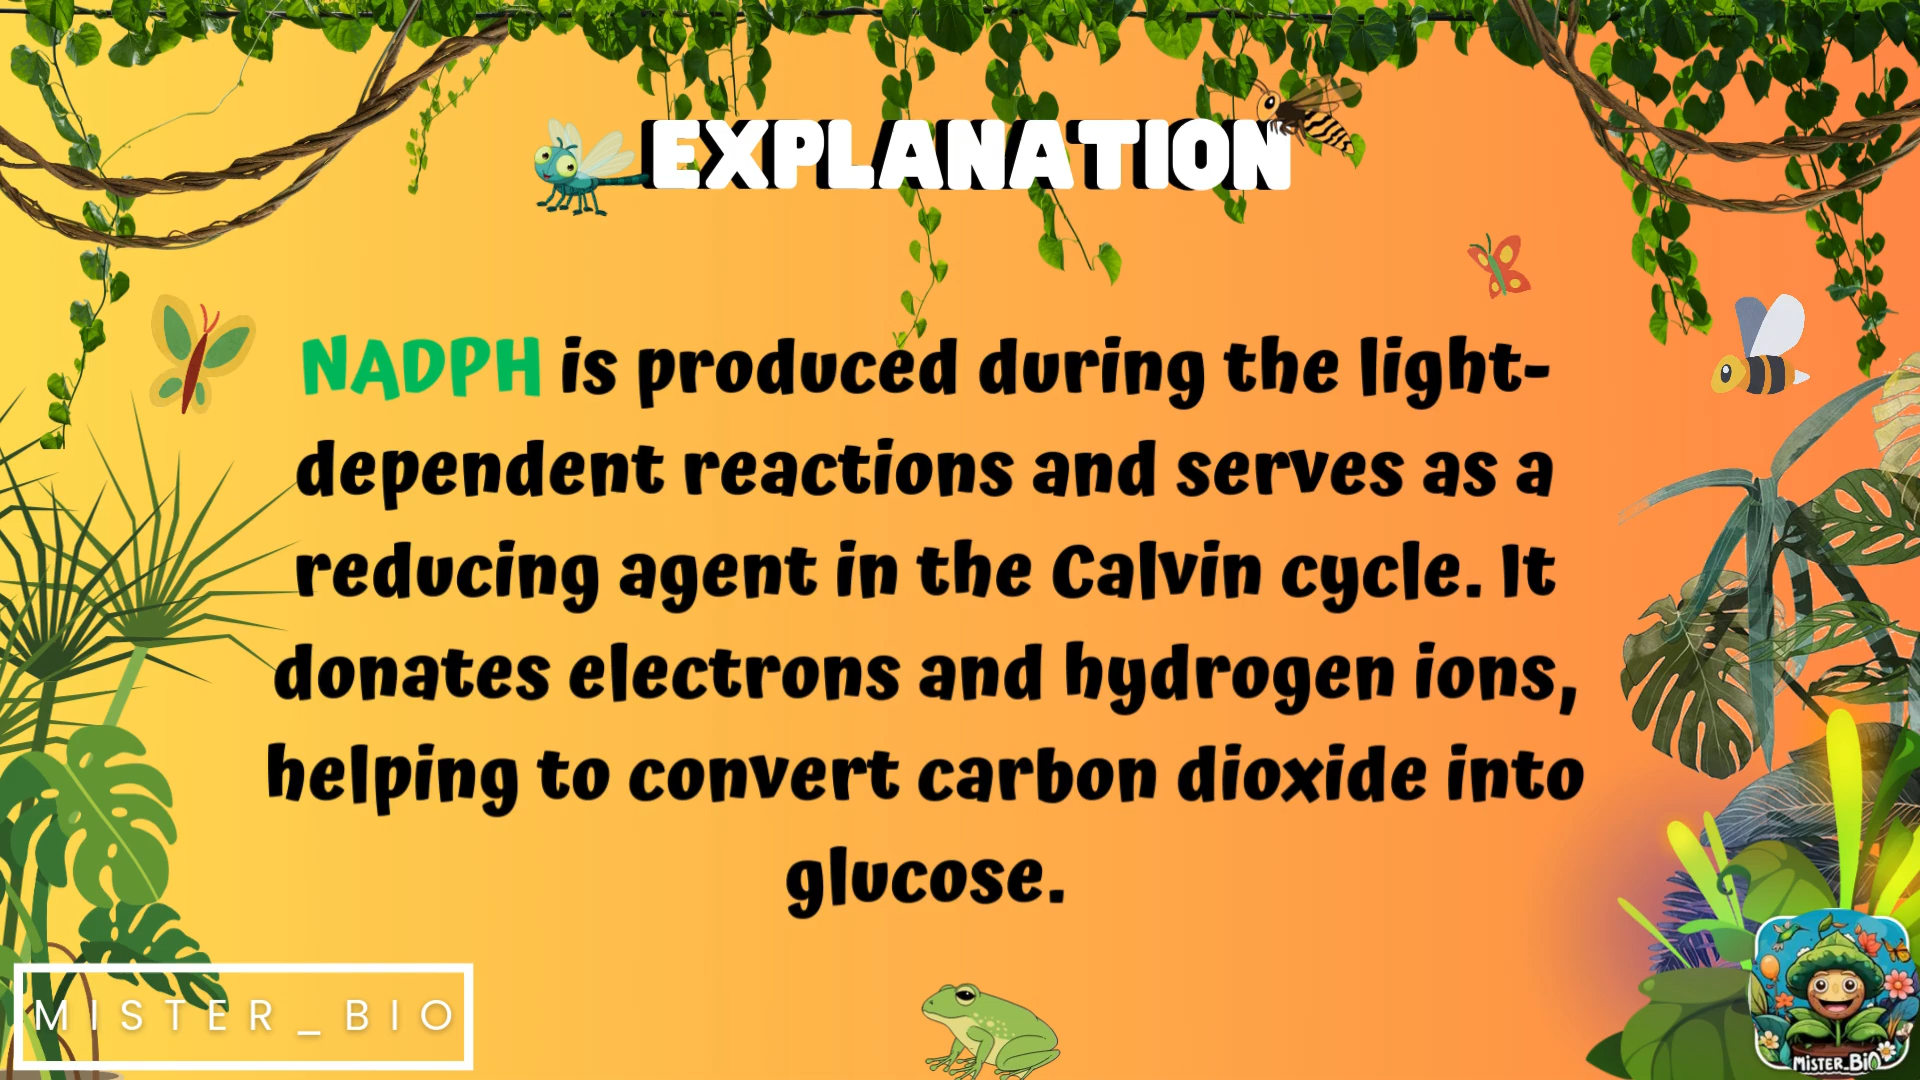 EXPLANATION
NADPH is produced during the light-
dependent reactions and serves as a
reducing agent in the Calvin cycle. It
donates electrons and hydrogen ions,
helping to convert carbon dioxide into
glucose.
MISTER_BIO
MiSTER_BiO